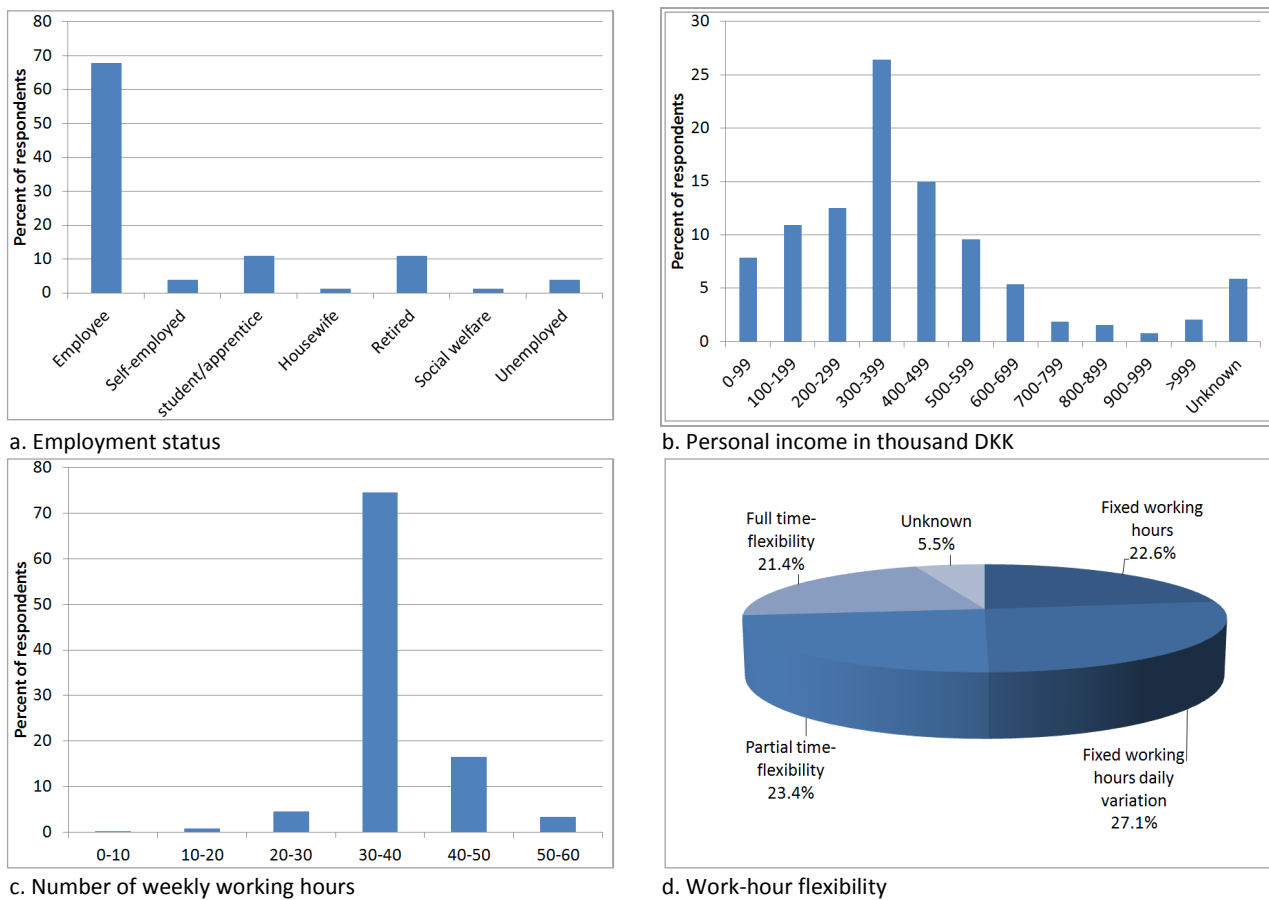 80
70
60
50
40
30
20
10
0
Percent of respondents
Employee
Self-employed
student/apprentice
Housewife
Retired
Social welfare
Unemployed
a. Employment status
30
25
20
15
10
5
0
Percent of respondents
0-99
100-199
200-299
300-399
400-499
500-599
600-699
700-799
800-899
900-999
>999
Unknown
b. Personal income in thousand DKK
80
70
60
50
40
30
20
10
0
Percent of respondents
0-10
10-20
20-30
30-40
40-50
50-60
c. Number of weekly working hours
Full time-
flexibility
21.4%
Unknown
5.5%
Fixed working
hours
22.6%
Partial time-
flexibility
23.4%
Fixed working
hours daily
variation
27.1%
d. Work-hour flexibility